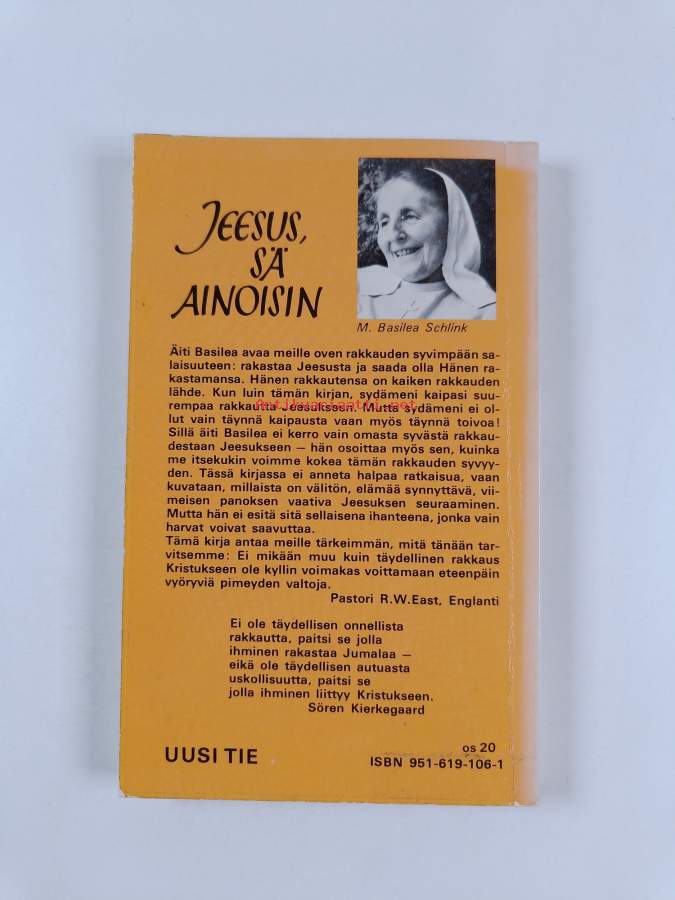 JEESUS,
SÄ
AINOISIN
M. Basilea Schlink
Äiti Basilea avaa meille oven rakkauden syvimpään sa-
laisuuteen: rakastaa Jeesusta ja saada olla Hänen ra-
kastamansa. Hänen rakkautensa on kaiken rakkauden
lähde. Kun luin tämän kirjan, sydämeni kaipasi suu-
rempaa rakkautta Jeesukseen. Mutta sydämeni ei ol-
lut vain täynnä kaipausta vaan myös täynnä toivoa!
Sillä äiti Basilea ei kerro vain omasta syvästä rakkau-
destaan Jeesukseen — hän osoittaa myös sen, kuinka
me itsekukin voimme kokea tämän rakkauden syvyy-
den. Tässä kirjassa ei anneta halpaa ratkaisua, vaan
kuvataan, millaista on välitön, elämää synnyttävä, vii-
meisen panoksen vaativa Jeesuksen seuraaminen.
Mutta hän ei esitä sitä sellaisena ihanteena, jonka vain
harvat voivat saavuttaa.
Tämä kirja antaa meille tärkeimmän, mitä tänään tar-
vitsemme: Ei mikään muu kuin täydellinen rakkaus
Kristukseen ole kyllin voimakas voittamaan eteenpäin
vyöryviä pimeyden valtoja.
Pastori R.W.East, Englanti
Ei ole täydellisen onnellista
rakkautta, paitsi se jolla
ihminen rakastaa Jumalaa —
eikä ole täydellisen autuasta
uskollisuutta, paitsi se
jolla ihminen liittyy Kristukseen.
Sören Kierkegaard
UUSI TIE
os 20
ISBN 951-619-106-1